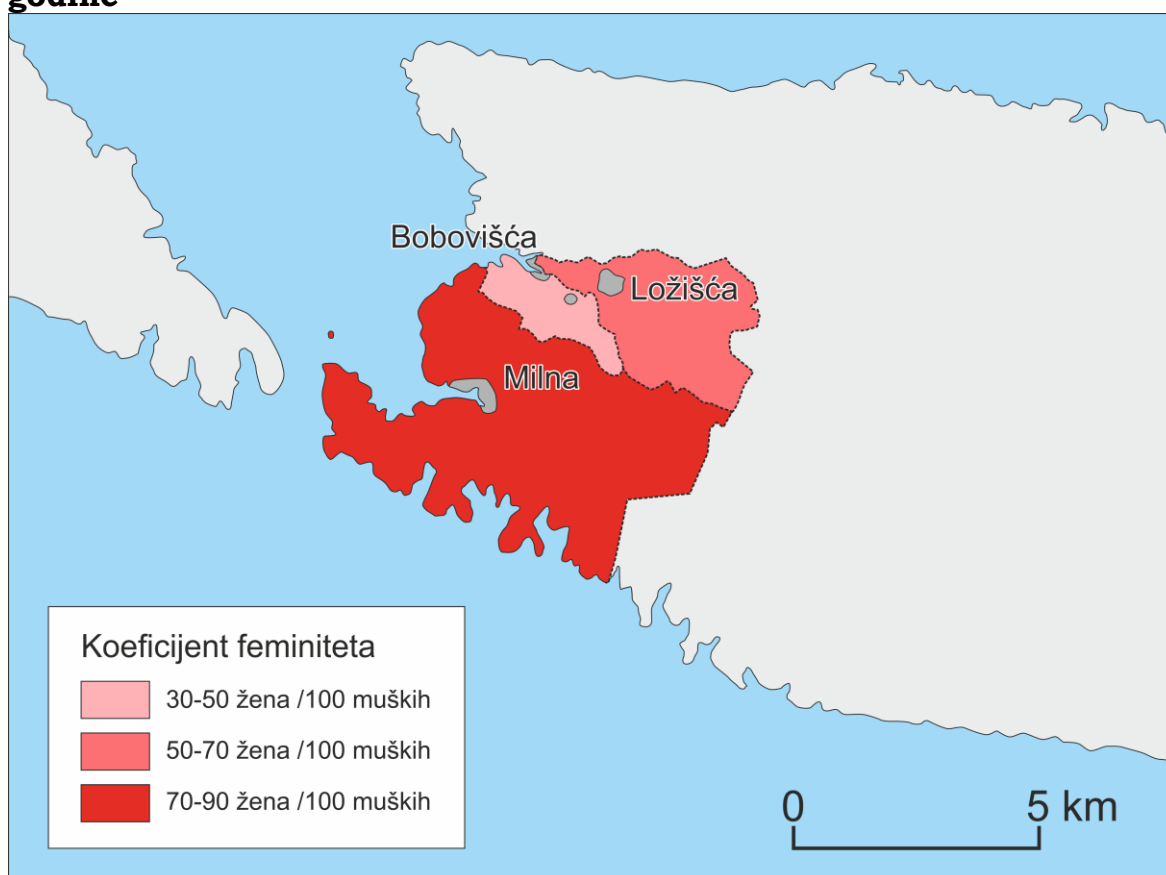 godine
Bobovišća
Ložišća
Milna
Koeficijent feminiteta
30-50 žena /100 muških
50-70 žena /100 muških
70-90 žena /100 muških
0 5 km